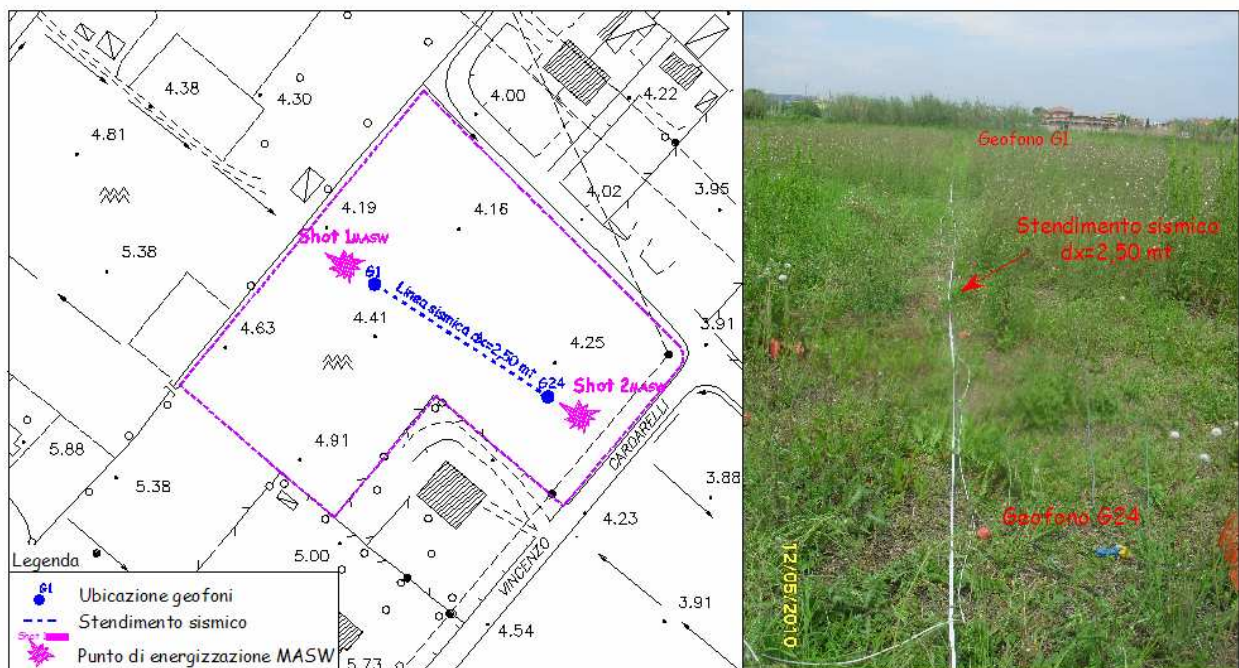 4.38
4.30
4.81
4.00
4.22
4.02
3.95
4.19
4.16
5.38
Shot 1MASW
G1
Linea sismica dx=2,50 mt
4.63
4.41
4.25
3.91
G24
Shot 2MASW
CARDARELLI
VINCENZO
4.91
5.88
5.38
3.88
4.23
5.00
3.91
4.54
5.73
Legenda
G1
Ubicazione geofoni
Stendimento sismico
Shot 1
Punto di energizzazione MASW
Geofono G1
Stendimento sismico
dx=2,50 mt
Geofono G24
12/05/2010